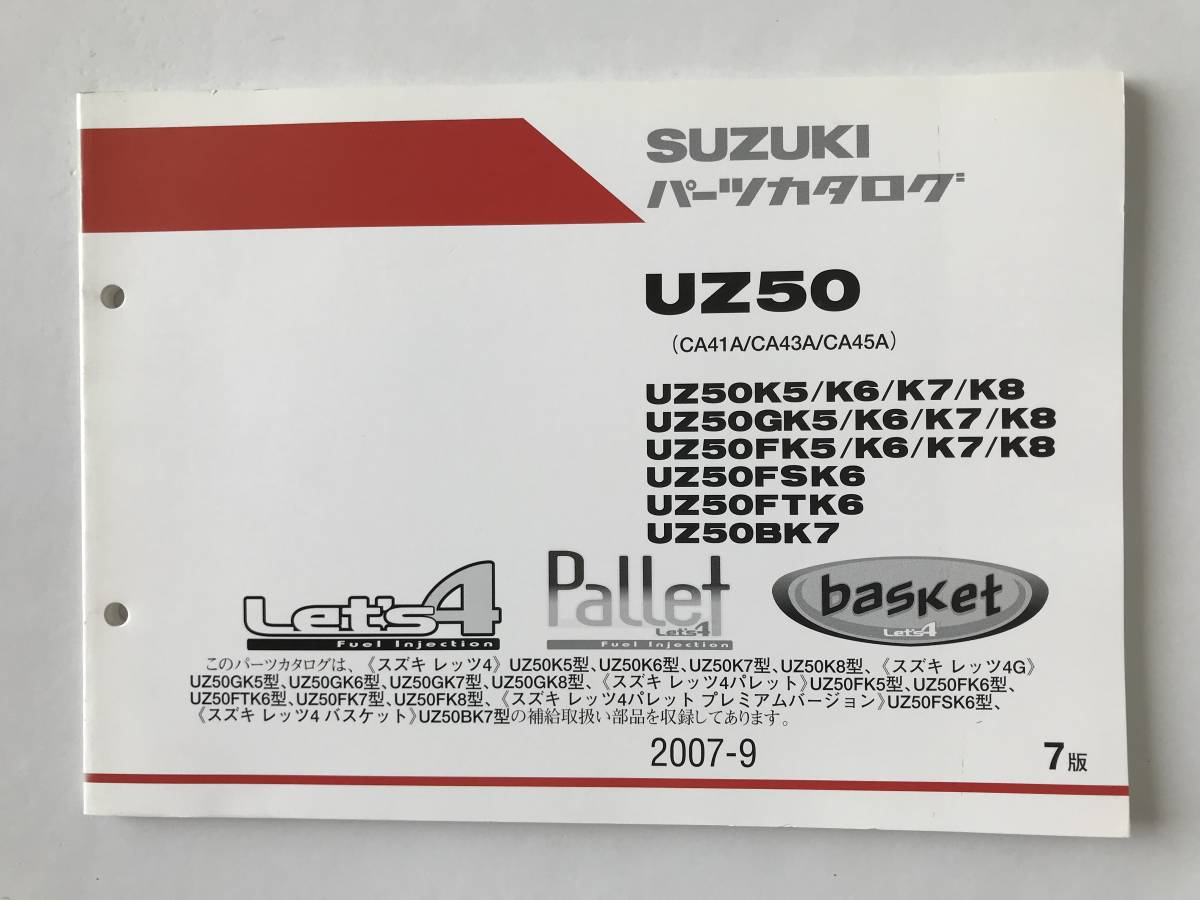 SUZUKI
パーツカタログ
UZ50
(CA41A/CA43A/CA45A)
UZ50K5/K6/K7/K8
UZ50GK5/K6/K7/K8
UZ50FK5/K6/K7/K8
UZ50FSK6
UZ50FTK6
UZ50BK7
Let's4
Fuel Injection
Pallet
Let's4
Fuel Injection
basket
Let's4
このパーツカタログは、《スズキ レッツ4》UZ50K5型、UZ50K6型、UZ50K7型、UZ50K8型、《スズキ レッツ4G》
UZ50GK5型、UZ50GK6型、UZ50GK7型、UZ50GK8型、《スズキ レッツ4パレット》UZ50FK5型、UZ50FK6型、
UZ50FTK6型、UZ50FK7型、UZ50FK8型、《スズキ レッツ4パレット プレミアムバージョン》UZ50FSK6型、
《スズキ レッツ4 バスケット》UZ50BK7型の補給取扱い部品を収録してあります。
2007-9
7版